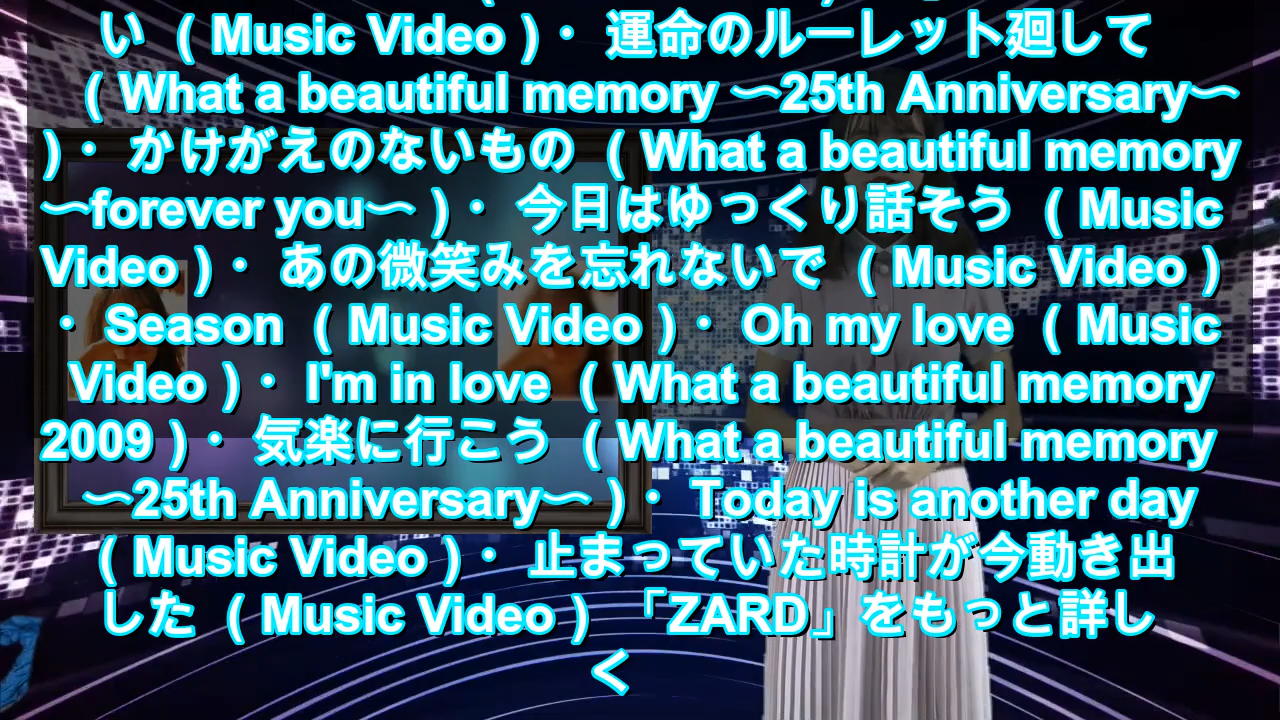 い （ Music Video ）・ 運命のルーレット廻して
（ What a beautiful memory 〜25th Anniversary〜
）・ かけがえのないもの （ What a beautiful memory
〜forever you〜 ）・ 今日はゆっくり話そう （ Music
Video ）・ あの微笑みを忘れないで （ Music Video ）
・ Season （ Music Video ）・ Oh my love （ Music
Video ）・ I'm in love （ What a beautiful memory
2009 ）・ 気楽に行こう （ What a beautiful memory
〜25th Anniversary〜 ）・ Today is another day
（ Music Video ）・ 止まっていた時計が今動き出
した （ Music Video ） 「ZARD」をもっと詳し
く